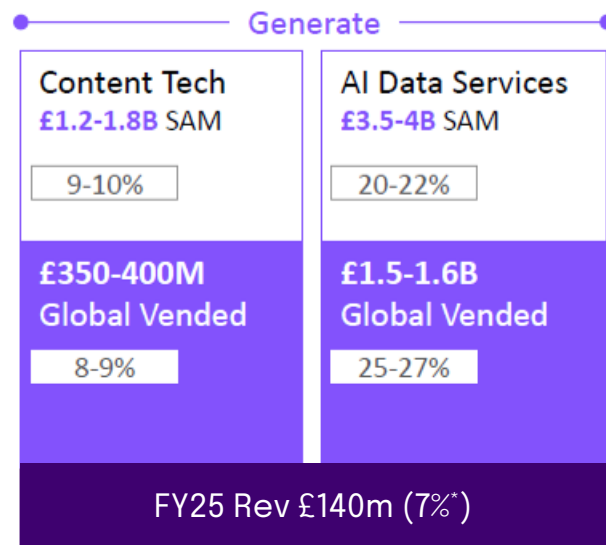 Generate
Content Tech
£1.2-1.8B SAM
9-10%
£350-400M
Global Vended
8-9%
AI Data Services
£3.5-4B SAM
20-22%
£1.5-1.6B
Global Vended
25-27%
FY25 Rev £140m (7%*)